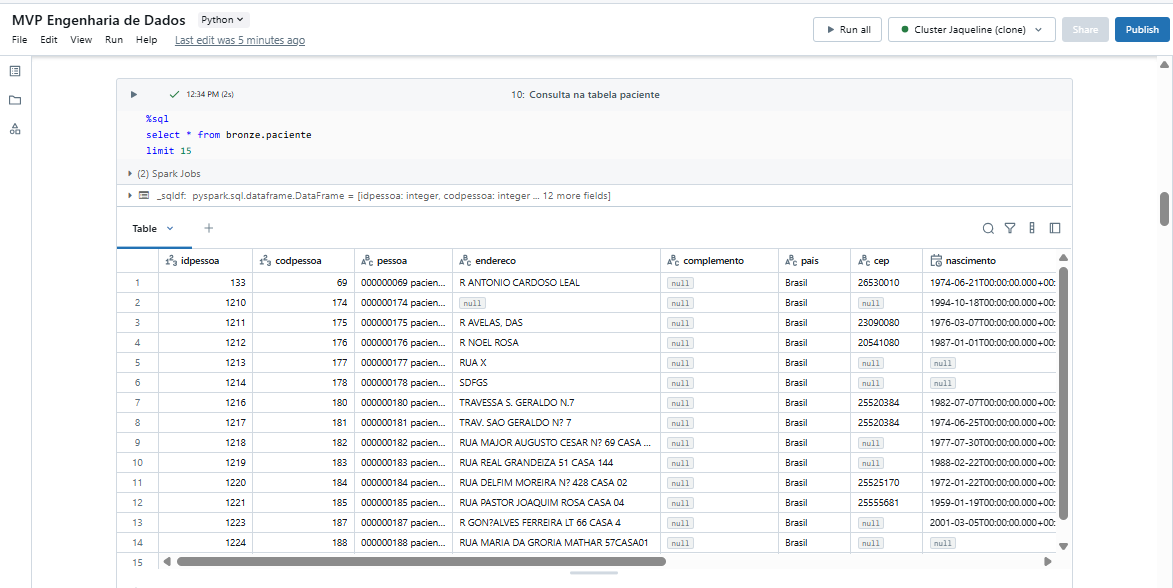 MVP Engenharia de Dados Python
File Edit View Run Help Last edit was 5 minutes ago
Run all Cluster Jaqueline (clone) Share Publish
12:34 PM (2s) 10: Consulta na tabela paciente
%sql
select * from bronze.paciente
limit 15
(2) Spark Jobs
_sqldf: pyspark.sql.dataframe.DataFrame = [idpessoa: integer, codpessoa: integer ... 12 more fields]
Table +
idpessoa codpessoa pessoa endereco complemento país cep nascimento
1 133 69 000000069 pacien... R ANTONIO CARDOSO LEAL null Brasil 26530010 1974-06-21T00:00:00.000+00:
2 1210 174 000000174 pacien... null null Brasil null 1994-10-18T00:00:00.000+00:
3 1211 175 000000175 pacien... R AVELAS, DAS null Brasil 23090080 1976-03-07T00:00:00.000+00:
4 1212 176 000000176 pacien... R NOEL ROSA null Brasil 20541080 1987-01-01T00:00:00.000+00:
5 1213 177 000000177 pacien... RUA X null Brasil null null
6 1214 178 000000178 pacien... SDFGS null Brasil null null
7 1216 180 000000180 pacien... TRAVESSA S. GERALDO N.7 null Brasil 25520384 1982-07-07T00:00:00.000+00:
8 1217 181 000000181 pacien... TRAV. SAO GERALDO N? 7 null Brasil 25520384 1974-06-25T00:00:00.000+00:
9 1218 182 000000182 pacien... RUA MAJOR AUGUSTO CESAR N? 69 CASA ... null Brasil null 1977-07-30T00:00:00.000+00:
10 1219 183 000000183 pacien... RUA REAL GRANDEIZA 51 CASA 144 null Brasil null 1988-02-22T00:00:00.000+00:
11 1220 184 000000184 pacien... RUA DELFIM MOREIRA N? 428 CASA 02 null Brasil 25525170 1972-01-22T00:00:00.000+00:
12 1221 185 000000185 pacien... RUA PASTOR JOAQUIM ROSA CASA 04 null Brasil 25555681 1959-01-19T00:00:00.000+00:
13 1223 187 000000187 pacien... R GON?ALVES FERREIRA LT 66 CASA 4 null Brasil null 2001-03-05T00:00:00.000+00:
14 1224 188 000000188 pacien... RUA MARIA DA GRORIA MATHAR 57CASA01 null Brasil null null
15